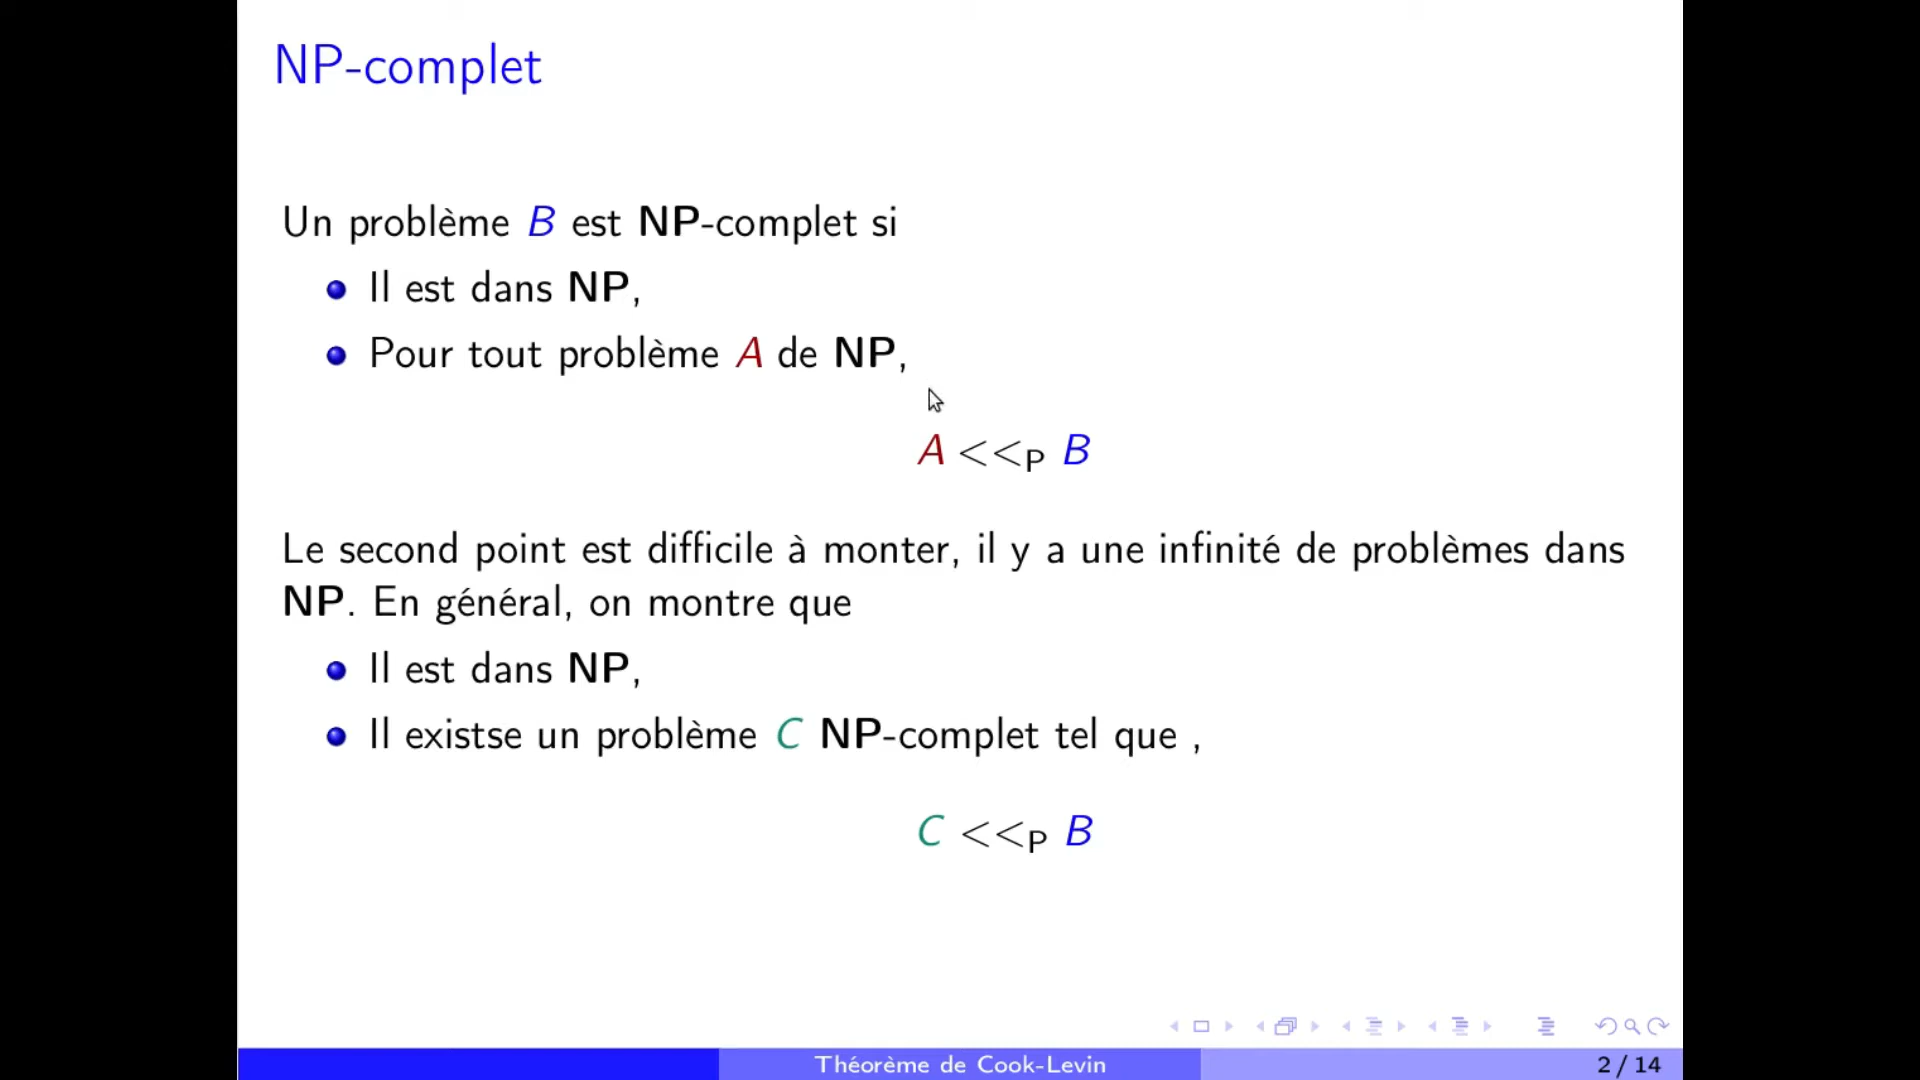 NP-complet
Un problème B est NP-complet si
Il est dans NP,
Pour tout problème A de NP,
A <<P B
Le second point est difficile à monter, il y a une infinité de problèmes dans
NP. En général, on montre que
Il est dans NP,
Il existse un problème C NP-complet tel que ,
C <<P B
Théorème de Cook-Levin
2 / 14